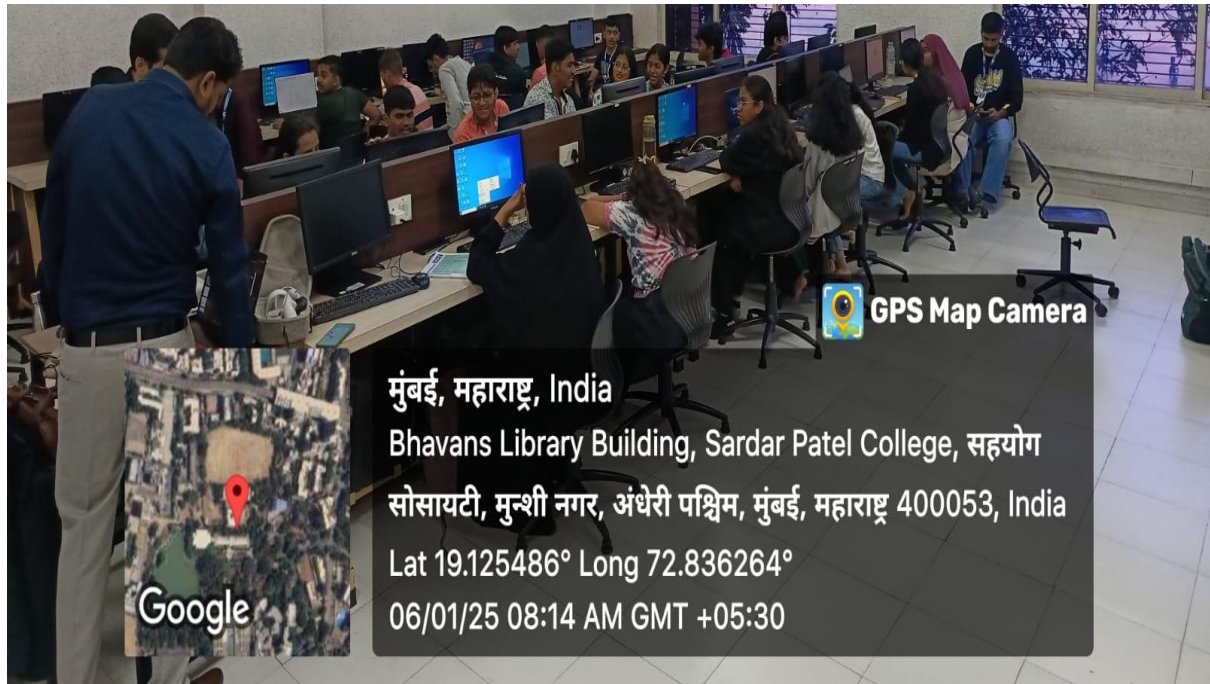 GPS Map Camera
मुंबई, महाराष्ट्र, India
Bhavans Library Building, Sardar Patel College, सहयोग
सोसायटी, मुन्शी नगर, अंधेरी पश्चिम, मुंबई, महाराष्ट्र 400053, India
Lat 19.125486° Long 72.836264°
06/01/25 08:14 AM GMT +05:30
Google